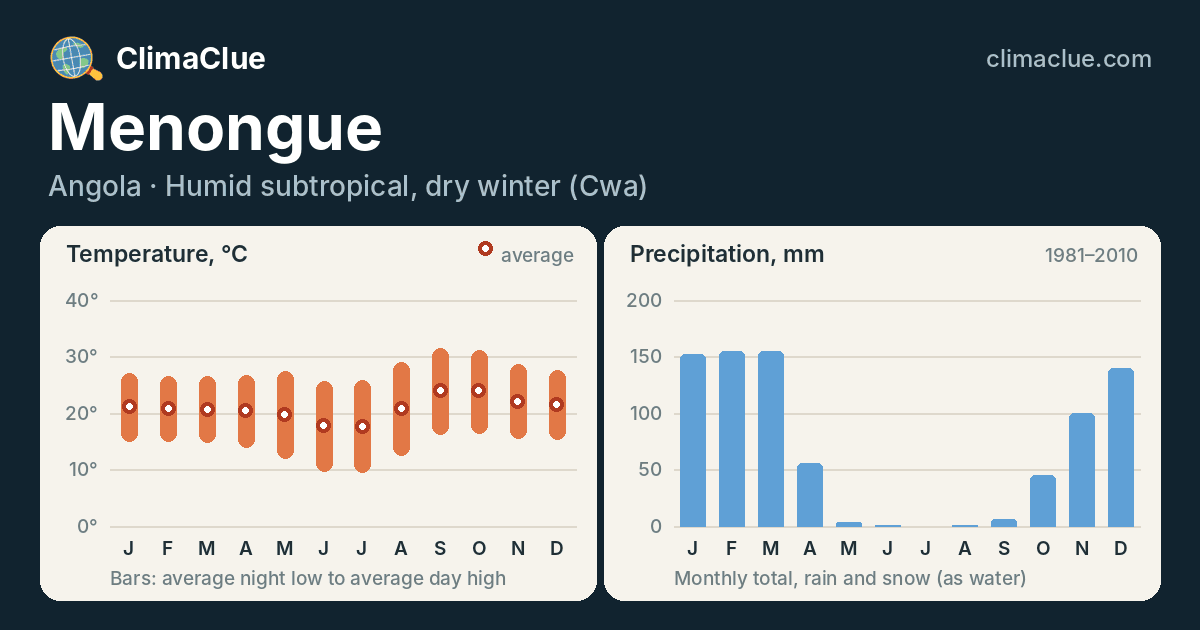 ClimaClue
climaclue.com
Menongue
Angola · Humid subtropical, dry winter (Cwa)
Temperature, °C
average
40°
30°
20°
10°
0°
J F M A M J J A S O N D
Bars: average night low to average day high
Precipitation, mm
1981–2010
200
150
100
50
0
J F M A M J J A S O N D
Monthly total, rain and snow (as water)